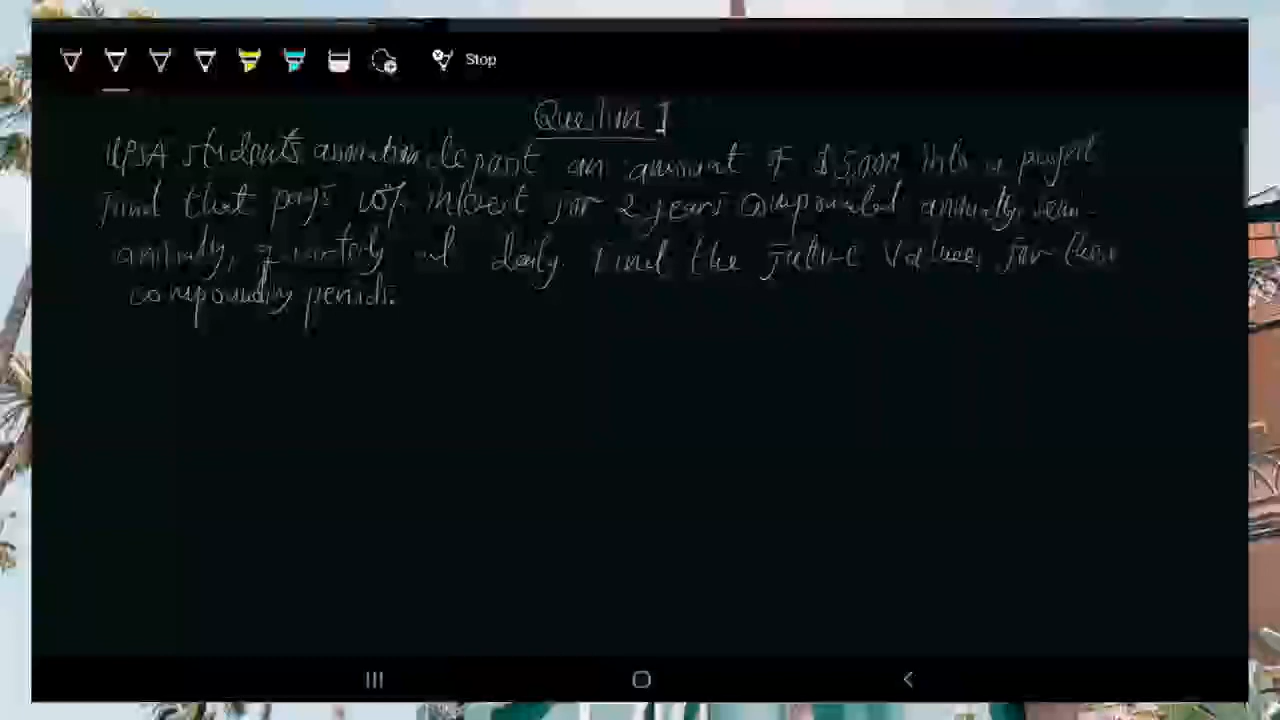 Stop
Question 1
UPSA students association deposit an amount of $5,000 into a project
fund that pays 10% interest for 2 years compounded annually, semi-
annually, quarterly and daily. Find the future values for these
compounding periods.